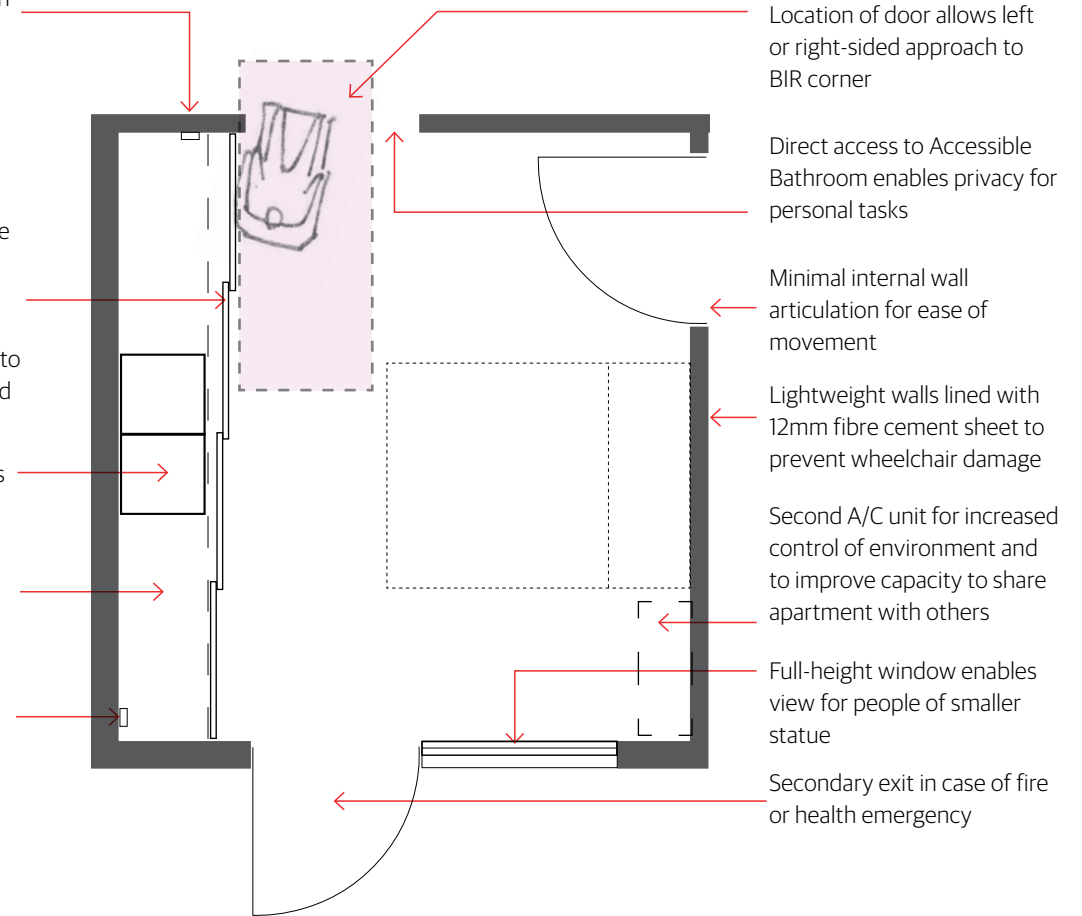 Location of door allows left
or right-sided approach to
BIR corner
Direct access to Accessible
Bathroom enables privacy for
personal tasks
Minimal internal wall
articulation for ease of
movement
Lightweight walls lined with
12mm fibre cement sheet to
prevent wheelchair damage
Second A/C unit for increased
control of environment and
to improve capacity to share
apartment with others
Full-height window enables
view for people of smaller
statue
Secondary exit in case of fire
or health emergency
to